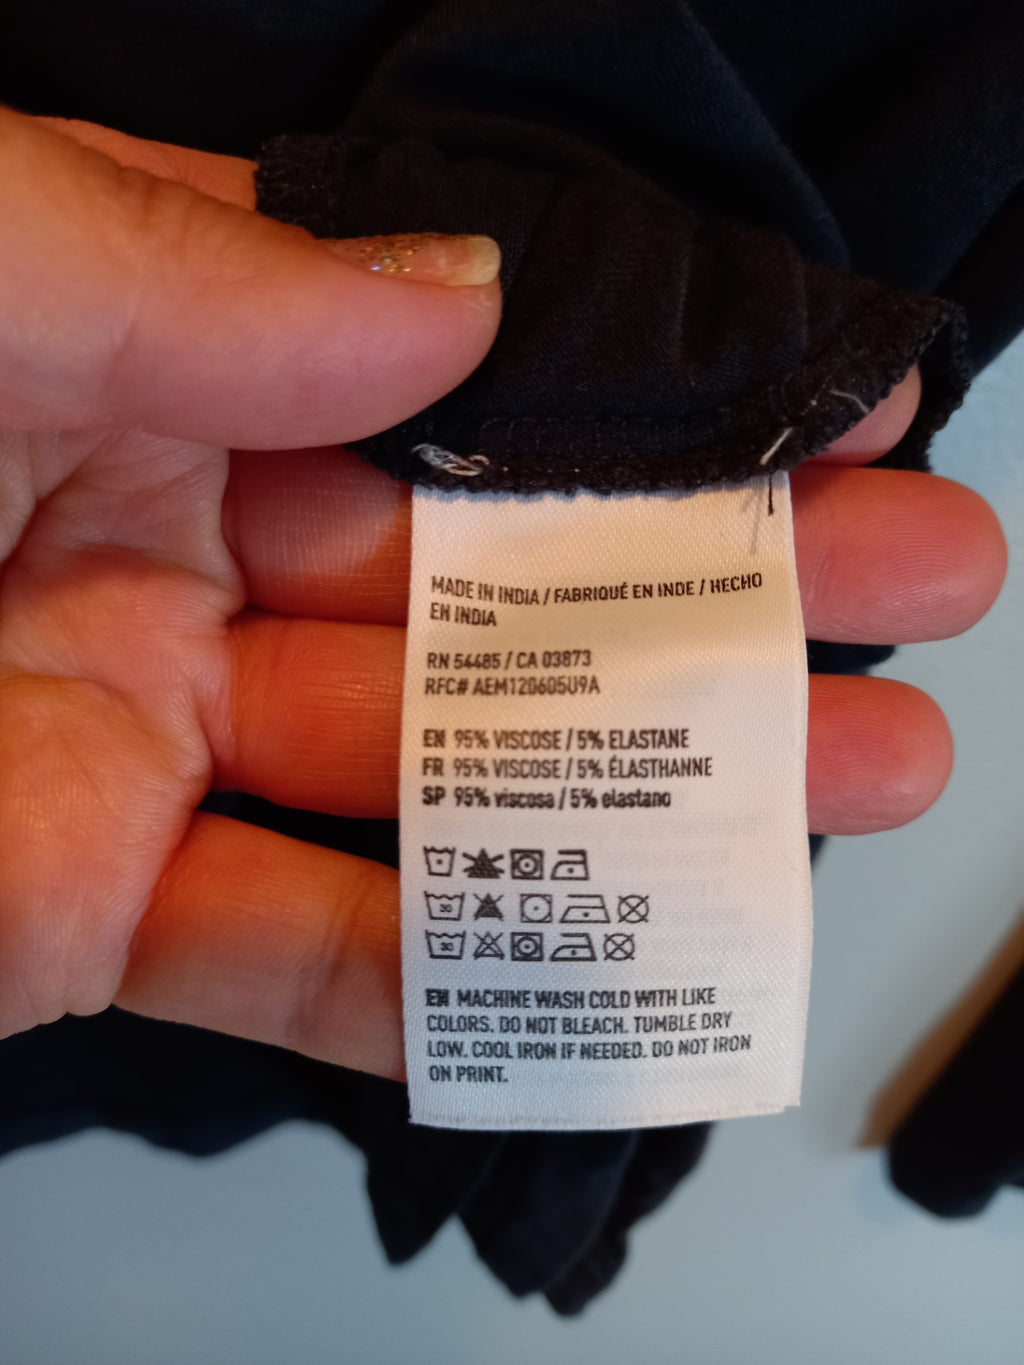 MADE IN INDIA / FABRIQUÉ EN INDE / HECHO
EN INDIA
RN 54485 / CA 03873
RFC# AEM120605U9A
EN 95% VISCOSE / 5% ELASTANE
FR 95% VISCOSE / 5% ÉLASTHANNE
SP 95% viscosa / 5% elastano
30
30
EN MACHINE WASH COLD WITH LIKE
COLORS. DO NOT BLEACH. TUMBLE DRY
LOW. COOL IRON IF NEEDED. DO NOT IRON
ON PRINT.